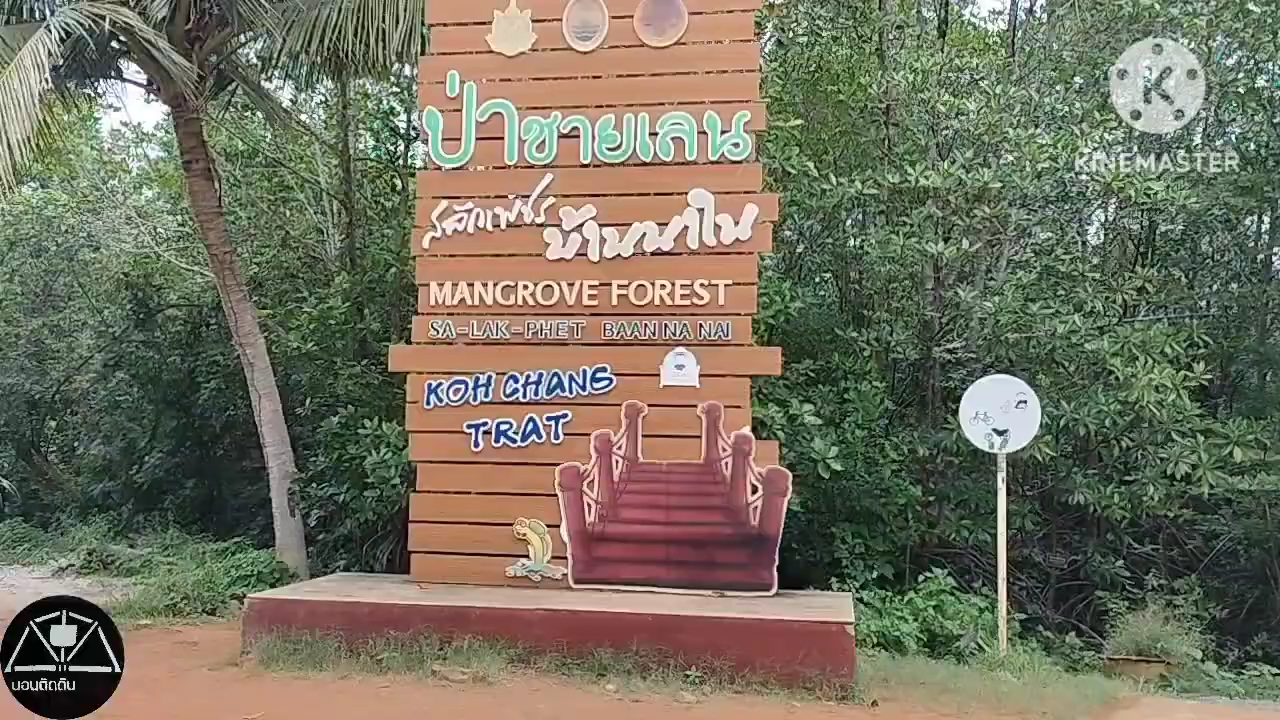 ป่าชายเลน
สลักเพ็ชร บ้านนาใน
MANGROVE FOREST
SA-LAK-PHET BAAN NA NAI
KOH CHANG
TRAT
K
KINEMASTER
นอนติดดิน